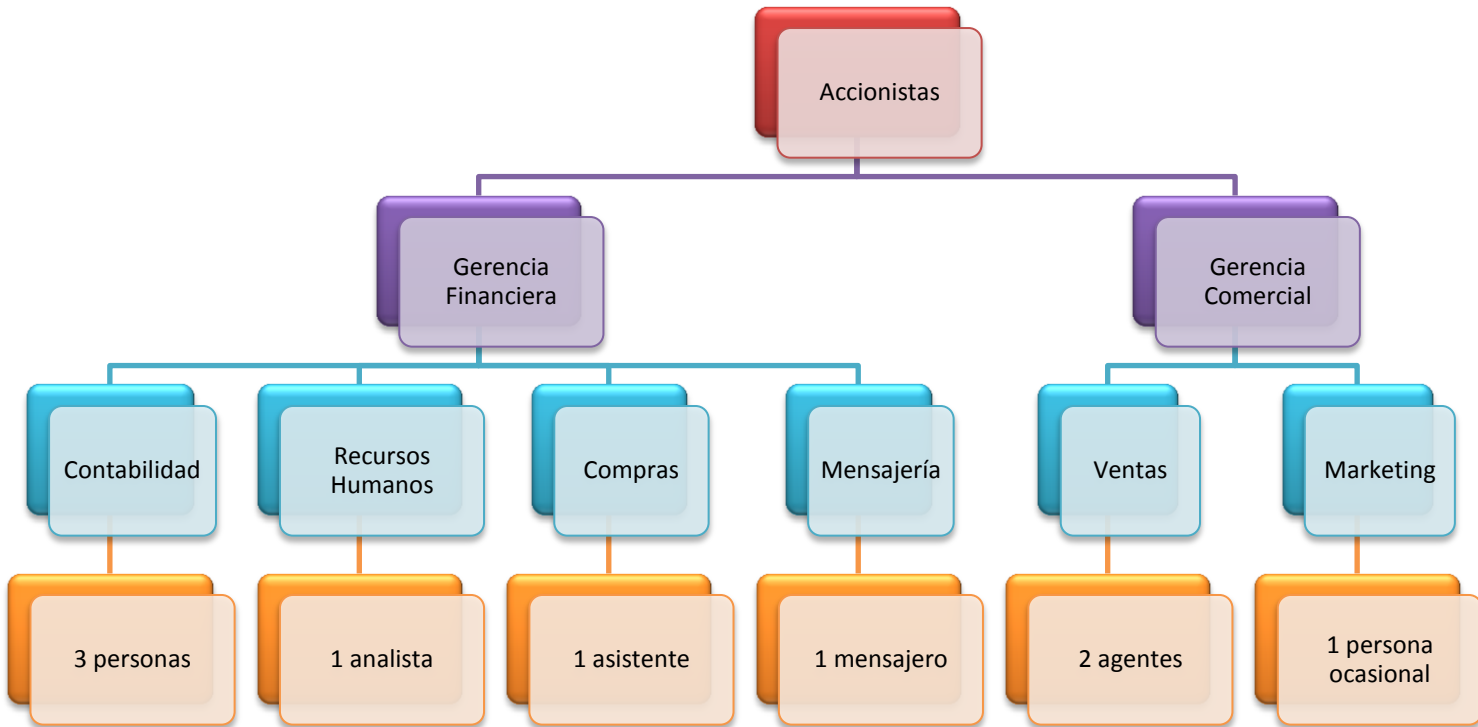 Accionistas
Gerencia
Financiera
Gerencia
Comercial
Contabilidad
Recursos
Humanos
Compras
Mensajería
Ventas
Marketing
3 personas
1 analista
1 asistente
1 mensajero
2 agentes
1 persona
ocasional